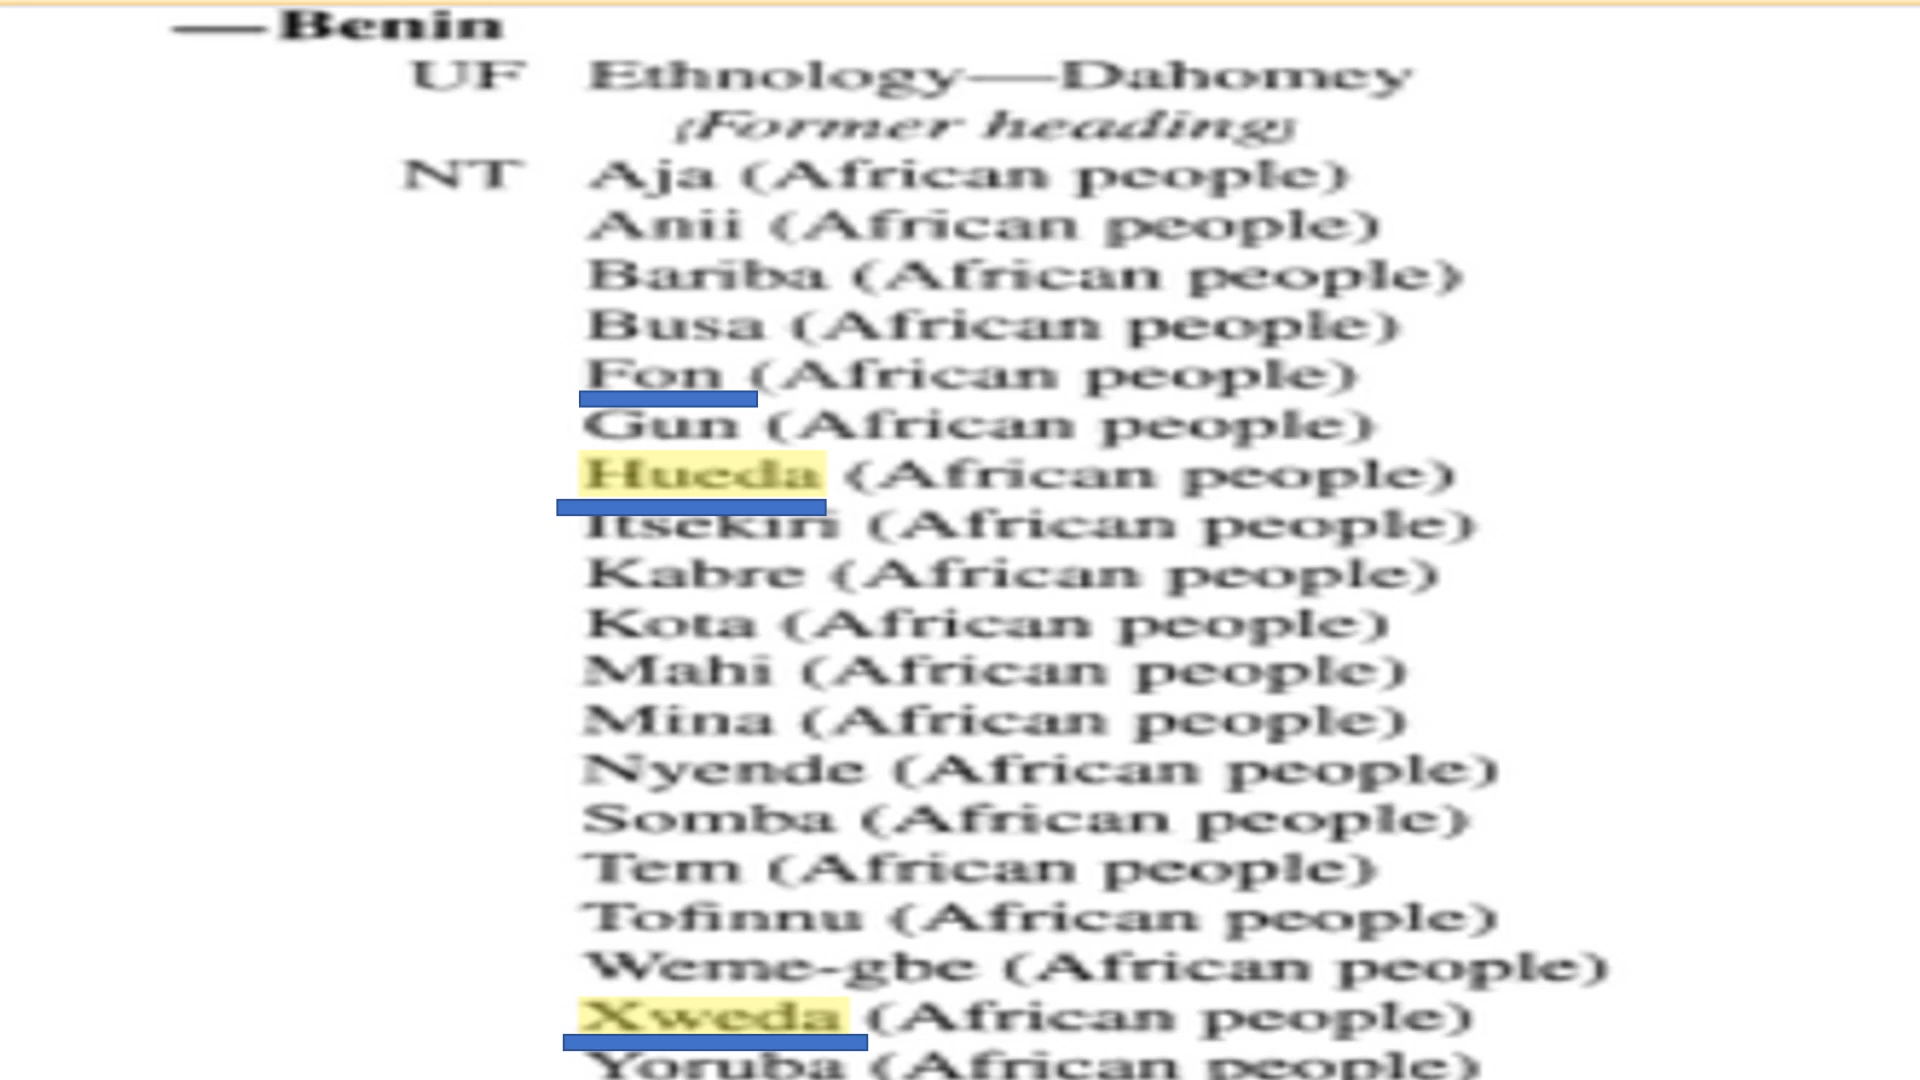 —Benin
UF Ethnology—Dahomey
[Former heading]
NT Aja (African people)
Anii (African people)
Bariba (African people)
Busa (African people)
Fon (African people)
Gun (African people)
Hueda (African people)
Itsekiri (African people)
Kabre (African people)
Kota (African people)
Mahi (African people)
Mina (African people)
Nyende (African people)
Somba (African people)
Tem (African people)
Tofinnu (African people)
Weme-gbe (African people)
Xweda (African people)
Yoruba (African people)